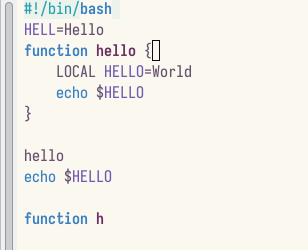 #!/bin/bash
HELL=Hello
function hello {
    LOCAL HELLO=World
    echo $HELLO
}

hello
echo $HELLO

function h